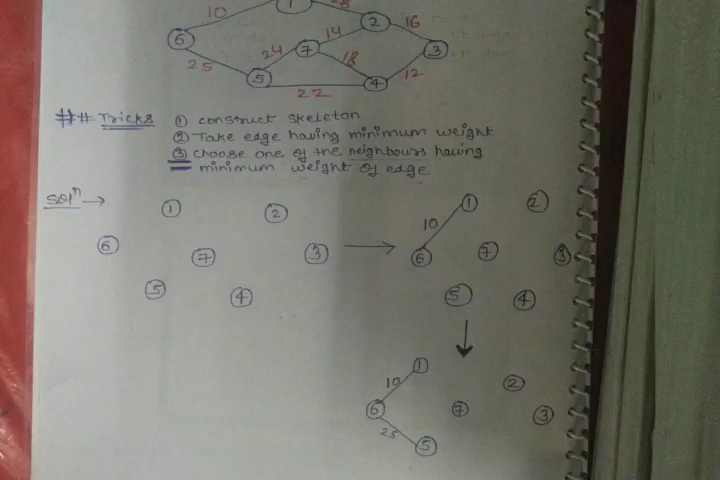 1
28
10
2
16
14
6
7
3
24
18
25
5
4
12
22
### Tricks ① construct skeleton
② Take edge having minimum weight
③ choose one of the neighbours having
minimum weight of edge
Solⁿ →
① ② ① ②
10
⑥ ⑦ ③ → ⑥ ⑦ ③
⑤ ④ ⑤ ④
①
10 ②
⑥ ⑦ ③
25
⑤